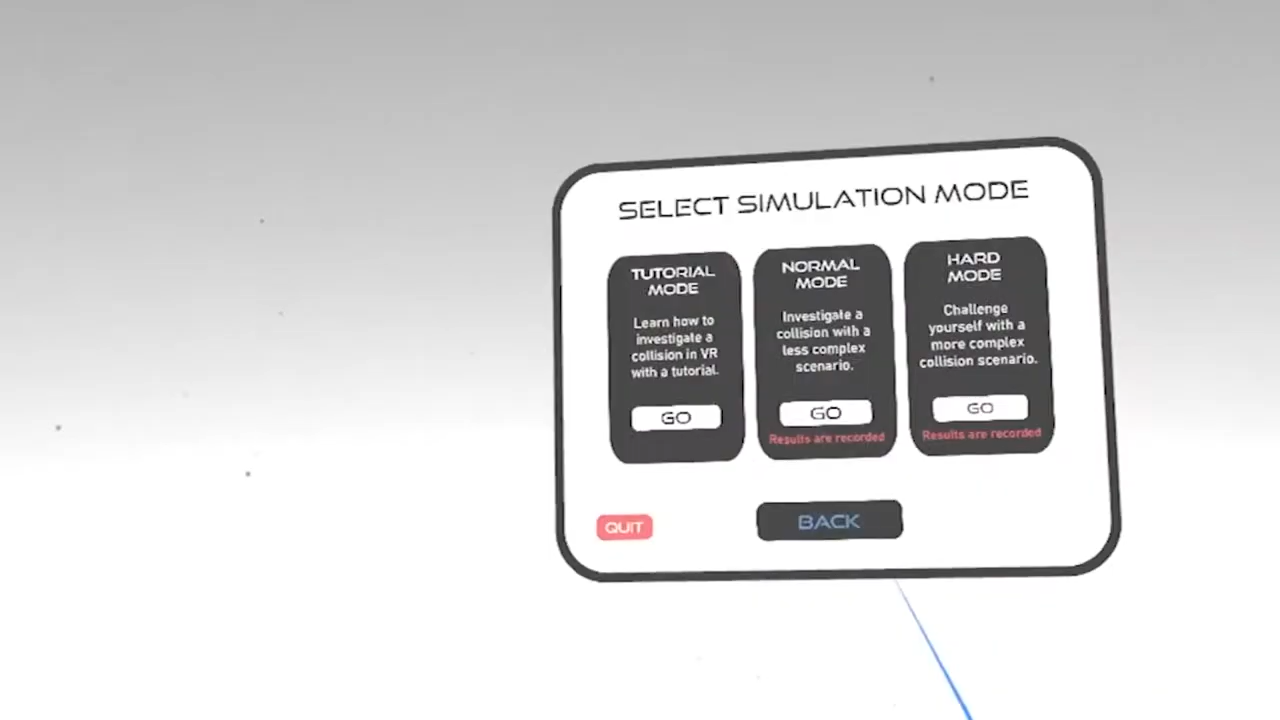 SELECT SIMULATION MODE
TUTORIAL
MODE
Learn how to
investigate a
collision in VR
with a tutorial.
GO
NORMAL
MODE
Investigate a
collision with a
less complex
scenario.
GO
Results are recorded
HARD
MODE
Challenge
yourself with a
more complex
collision scenario.
GO
Results are recorded
QUIT
BACK